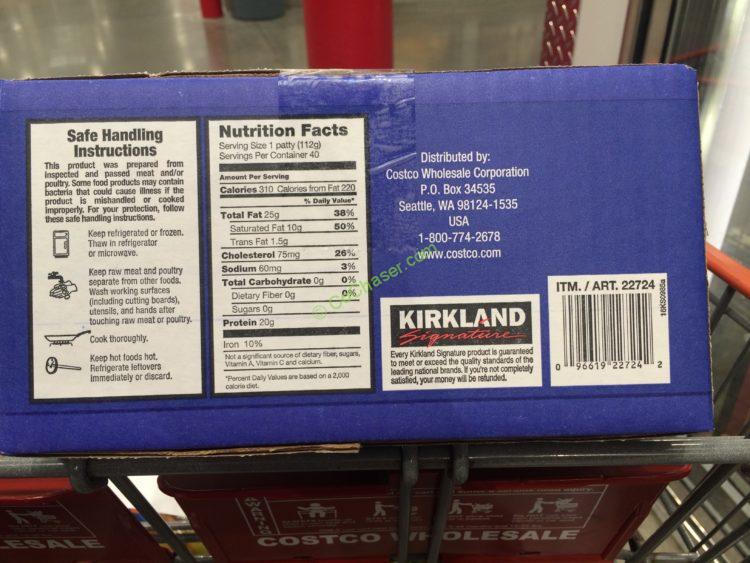 Safe Handling
Instructions
This product was prepared from
inspected and passed meat and/or
poultry. Some food products may contain
bacteria that could cause illness if the
product is mishandled or cooked
improperly. For your protection, follow
these safe handling instructions.
Keep refrigerated or frozen.
Thaw in refrigerator
or microwave.
Keep raw meat and poultry
separate from other foods.
Wash working surfaces
(including cutting boards),
utensils, and hands after
touching raw meat or poultry.
Cook thoroughly.
Keep hot foods hot.
Refrigerate leftovers
immediately or discard.
Nutrition Facts
Serving Size 1 patty (112g)
Servings Per Container 40
Amount Per Serving
Calories 310 Calories from Fat 220
% Daily Value*
Total Fat 25g 38%
Saturated Fat 10g 50%
Trans Fat 1.5g
Cholesterol 75mg 26%
Sodium 60mg 3%
Total Carbohydrate 0g 0%
Dietary Fiber 0g 0%
Sugars 0g
Protein 20g
Iron 10%
Not a significant source of dietary fiber, sugars,
Vitamin A, Vitamin C and calcium.
*Percent Daily Values are based on a 2,000
calorie diet.
Distributed by:
Costco Wholesale Corporation
P.O. Box 34535
Seattle, WA 98124-1535
USA
1-800-774-2678
www.costco.com
KIRKLAND
Signature
Every Kirkland Signature product is guaranteed
to meet or exceed the quality standards of the
leading national brands. If you're not completely
satisfied, your money will be refunded.
ITM. / ART. 22724
0 96619 22724 2
16KS0985a
ESALE
COSTCO WHOLESALE